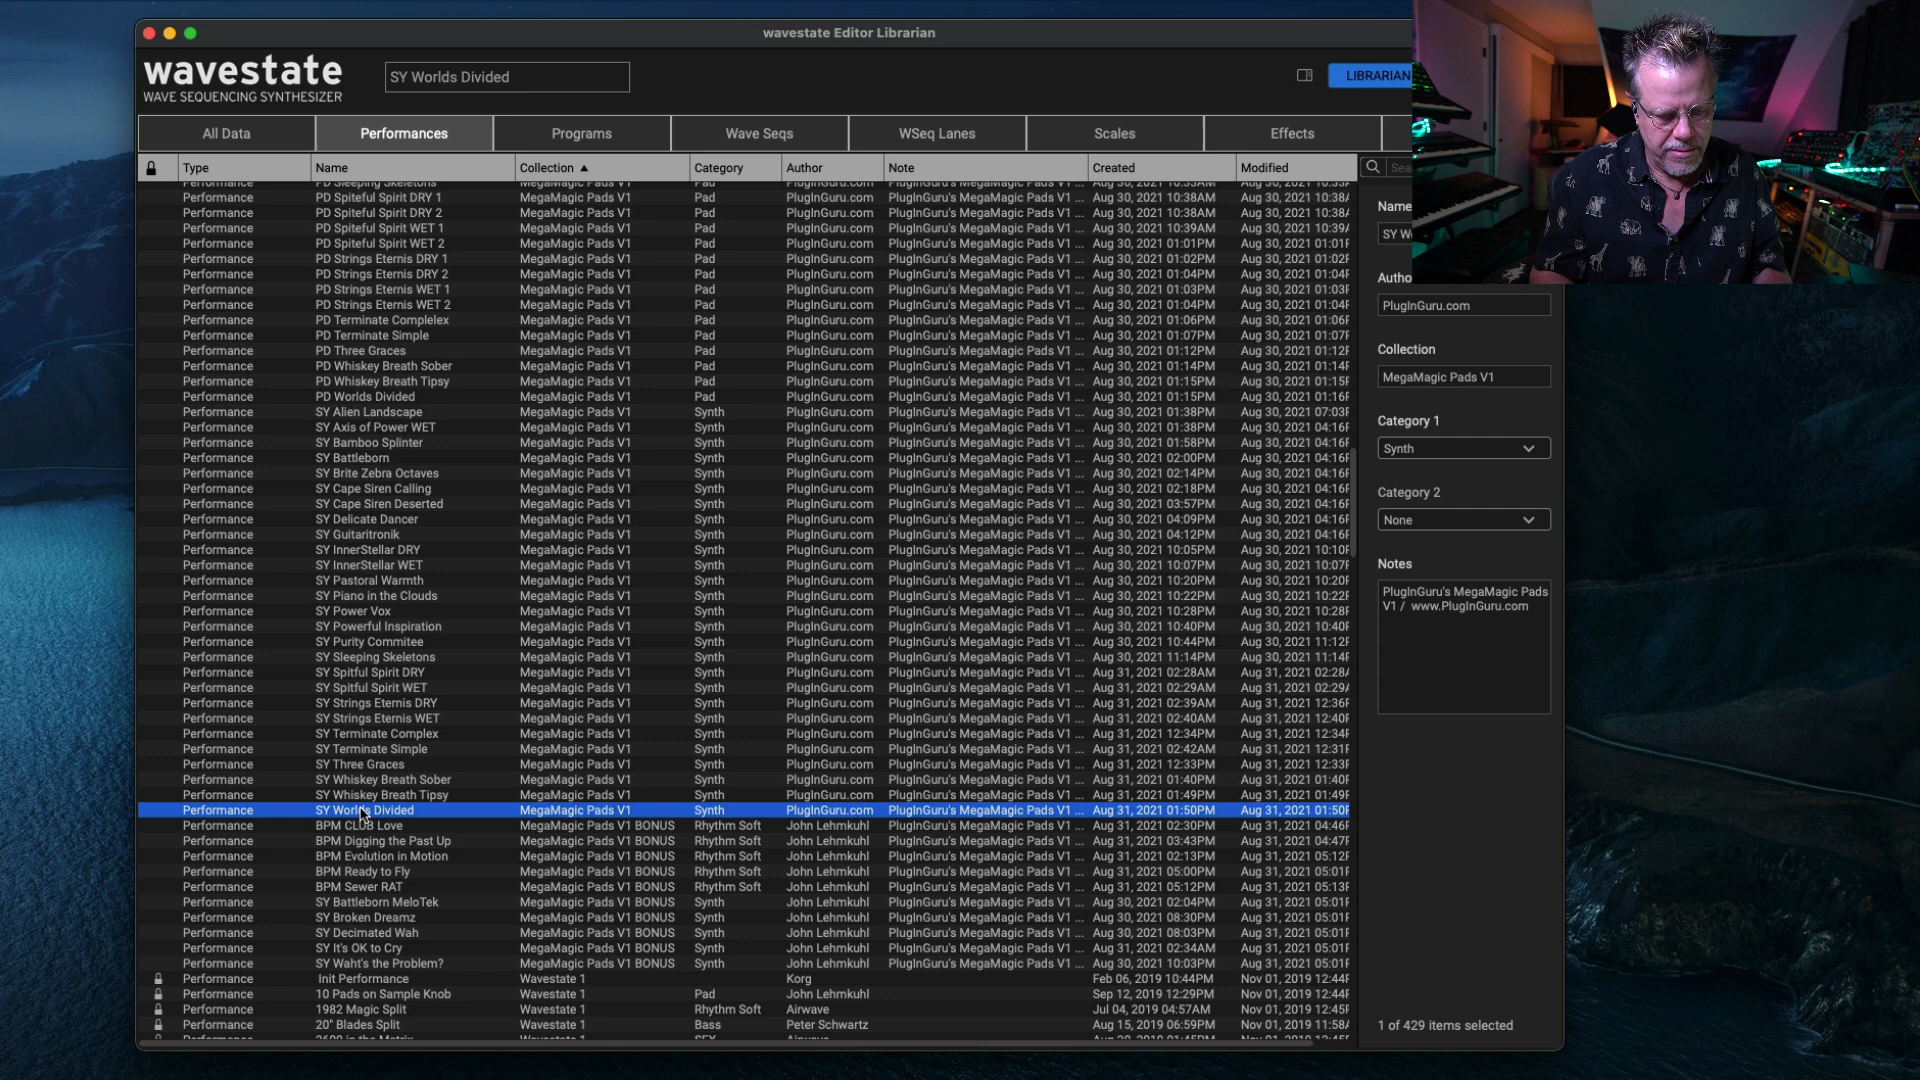 wavestate Editor Librarian
wavestate
WAVE SEQUENCING SYNTHESIZER
SY Worlds Divided
LIBRARIAN
All Data Performances Programs Wave Seqs WSeq Lanes Scales Effects
Type Name Collection Category Author Note Created Modified
Performance PD Sleeping Skeletons MegaMagic Pads V1 Pad PlugInGuru.com PlugInGuru's MegaMagic Pads V1 ... Aug 30, 2021 10:33AM Aug 30, 2021 10:33
Performance PD Spiteful Spirit DRY 1 MegaMagic Pads V1 Pad PlugInGuru.com PlugInGuru's MegaMagic Pads V1 ... Aug 30, 2021 10:38AM Aug 30, 2021 10:38
Performance PD Spiteful Spirit DRY 2 MegaMagic Pads V1 Pad PlugInGuru.com PlugInGuru's MegaMagic Pads V1 ... Aug 30, 2021 10:38AM Aug 30, 2021 10:38
Performance PD Spiteful Spirit WET 1 MegaMagic Pads V1 Pad PlugInGuru.com PlugInGuru's MegaMagic Pads V1 ... Aug 30, 2021 10:39AM Aug 30, 2021 10:39
Performance PD Spiteful Spirit WET 2 MegaMagic Pads V1 Pad PlugInGuru.com PlugInGuru's MegaMagic Pads V1 ... Aug 30, 2021 01:01PM Aug 30, 2021 01:01
Performance PD Strings Eternis DRY 1 MegaMagic Pads V1 Pad PlugInGuru.com PlugInGuru's MegaMagic Pads V1 ... Aug 30, 2021 01:02PM Aug 30, 2021 01:02
Performance PD Strings Eternis DRY 2 MegaMagic Pads V1 Pad PlugInGuru.com PlugInGuru's MegaMagic Pads V1 ... Aug 30, 2021 01:04PM Aug 30, 2021 01:04
Performance PD Strings Eternis WET 1 MegaMagic Pads V1 Pad PlugInGuru.com PlugInGuru's MegaMagic Pads V1 ... Aug 30, 2021 01:03PM Aug 30, 2021 01:03
Performance PD Strings Eternis WET 2 MegaMagic Pads V1 Pad PlugInGuru.com PlugInGuru's MegaMagic Pads V1 ... Aug 30, 2021 01:04PM Aug 30, 2021 01:04
Performance PD Terminate Complelex MegaMagic Pads V1 Pad PlugInGuru.com PlugInGuru's MegaMagic Pads V1 ... Aug 30, 2021 01:06PM Aug 30, 2021 01:06
Performance PD Terminate Simple MegaMagic Pads V1 Pad PlugInGuru.com PlugInGuru's MegaMagic Pads V1 ... Aug 30, 2021 01:07PM Aug 30, 2021 01:07
Performance PD Three Graces MegaMagic Pads V1 Pad PlugInGuru.com PlugInGuru's MegaMagic Pads V1 ... Aug 30, 2021 01:12PM Aug 30, 2021 01:12
Performance PD Whiskey Breath Sober MegaMagic Pads V1 Pad PlugInGuru.com PlugInGuru's MegaMagic Pads V1 ... Aug 30, 2021 01:14PM Aug 30, 2021 01:14
Performance PD Whiskey Breath Tipsy MegaMagic Pads V1 Pad PlugInGuru.com PlugInGuru's MegaMagic Pads V1 ... Aug 30, 2021 01:15PM Aug 30, 2021 01:15
Performance PD Worlds Divided MegaMagic Pads V1 Pad PlugInGuru.com PlugInGuru's MegaMagic Pads V1 ... Aug 30, 2021 01:15PM Aug 30, 2021 01:16
Performance SY Alien Landscape MegaMagic Pads V1 Synth PlugInGuru.com PlugInGuru's MegaMagic Pads V1 ... Aug 30, 2021 01:38PM Aug 30, 2021 07:03
Performance SY Axis of Power WET MegaMagic Pads V1 Synth PlugInGuru.com PlugInGuru's MegaMagic Pads V1 ... Aug 30, 2021 01:38PM Aug 30, 2021 04:16
Performance SY Bamboo Splinter MegaMagic Pads V1 Synth PlugInGuru.com PlugInGuru's MegaMagic Pads V1 ... Aug 30, 2021 01:58PM Aug 30, 2021 04:16
Performance SY Battleborn MegaMagic Pads V1 Synth PlugInGuru.com PlugInGuru's MegaMagic Pads V1 ... Aug 30, 2021 02:00PM Aug 30, 2021 04:16
Performance SY Brite Zebra Octaves MegaMagic Pads V1 Synth PlugInGuru.com PlugInGuru's MegaMagic Pads V1 ... Aug 30, 2021 02:14PM Aug 30, 2021 04:16
Performance SY Cape Siren Calling MegaMagic Pads V1 Synth PlugInGuru.com PlugInGuru's MegaMagic Pads V1 ... Aug 30, 2021 02:18PM Aug 30, 2021 04:16
Performance SY Cape Siren Deserted MegaMagic Pads V1 Synth PlugInGuru.com PlugInGuru's MegaMagic Pads V1 ... Aug 30, 2021 03:57PM Aug 30, 2021 04:16
Performance SY Delicate Dancer MegaMagic Pads V1 Synth PlugInGuru.com PlugInGuru's MegaMagic Pads V1 ... Aug 30, 2021 04:09PM Aug 30, 2021 04:16
Performance SY Guitaritronik MegaMagic Pads V1 Synth PlugInGuru.com PlugInGuru's MegaMagic Pads V1 ... Aug 30, 2021 04:12PM Aug 30, 2021 04:16
Performance SY InnerStellar DRY MegaMagic Pads V1 Synth PlugInGuru.com PlugInGuru's MegaMagic Pads V1 ... Aug 30, 2021 10:05PM Aug 30, 2021 10:10
Performance SY InnerStellar WET MegaMagic Pads V1 Synth PlugInGuru.com PlugInGuru's MegaMagic Pads V1 ... Aug 30, 2021 10:07PM Aug 30, 2021 10:07
Performance SY Pastoral Warmth MegaMagic Pads V1 Synth PlugInGuru.com PlugInGuru's MegaMagic Pads V1 ... Aug 30, 2021 10:20PM Aug 30, 2021 10:20
Performance SY Piano in the Clouds MegaMagic Pads V1 Synth PlugInGuru.com PlugInGuru's MegaMagic Pads V1 ... Aug 30, 2021 10:22PM Aug 30, 2021 10:22
Performance SY Power Vox MegaMagic Pads V1 Synth PlugInGuru.com PlugInGuru's MegaMagic Pads V1 ... Aug 30, 2021 10:28PM Aug 30, 2021 10:28
Performance SY Powerful Inspiration MegaMagic Pads V1 Synth PlugInGuru.com PlugInGuru's MegaMagic Pads V1 ... Aug 30, 2021 10:40PM Aug 30, 2021 10:40
Performance SY Purity Commitee MegaMagic Pads V1 Synth PlugInGuru.com PlugInGuru's MegaMagic Pads V1 ... Aug 30, 2021 10:44PM Aug 30, 2021 11:12
Performance SY Sleeping Skeletons MegaMagic Pads V1 Synth PlugInGuru.com PlugInGuru's MegaMagic Pads V1 ... Aug 30, 2021 11:14PM Aug 30, 2021 11:14
Performance SY Spitful Spirit DRY MegaMagic Pads V1 Synth PlugInGuru.com PlugInGuru's MegaMagic Pads V1 ... Aug 31, 2021 02:28AM Aug 31, 2021 02:28
Performance SY Spitful Spirit WET MegaMagic Pads V1 Synth PlugInGuru.com PlugInGuru's MegaMagic Pads V1 ... Aug 31, 2021 02:29AM Aug 31, 2021 02:29
Performance SY Strings Eternis DRY MegaMagic Pads V1 Synth PlugInGuru.com PlugInGuru's MegaMagic Pads V1 ... Aug 31, 2021 02:39AM Aug 31, 2021 12:36
Performance SY Strings Eternis WET MegaMagic Pads V1 Synth PlugInGuru.com PlugInGuru's MegaMagic Pads V1 ... Aug 31, 2021 02:40AM Aug 31, 2021 12:40
Performance SY Terminate Complex MegaMagic Pads V1 Synth PlugInGuru.com PlugInGuru's MegaMagic Pads V1 ... Aug 31, 2021 12:34PM Aug 31, 2021 12:34
Performance SY Terminate Simple MegaMagic Pads V1 Synth PlugInGuru.com PlugInGuru's MegaMagic Pads V1 ... Aug 31, 2021 02:42AM Aug 31, 2021 12:31
Performance SY Three Graces MegaMagic Pads V1 Synth PlugInGuru.com PlugInGuru's MegaMagic Pads V1 ... Aug 31, 2021 12:33PM Aug 31, 2021 12:33
Performance SY Whiskey Breath Sober MegaMagic Pads V1 Synth PlugInGuru.com PlugInGuru's MegaMagic Pads V1 ... Aug 31, 2021 01:40PM Aug 31, 2021 01:40
Performance SY Whiskey Breath Tipsy MegaMagic Pads V1 Synth PlugInGuru.com PlugInGuru's MegaMagic Pads V1 ... Aug 31, 2021 01:49PM Aug 31, 2021 01:49
Performance SY Worlds Divided MegaMagic Pads V1 Synth PlugInGuru.com PlugInGuru's MegaMagic Pads V1 ... Aug 31, 2021 01:50PM Aug 31, 2021 01:50
Performance BPM CLUB Love MegaMagic Pads V1 BONUS Rhythm Soft John Lehmkuhl PlugInGuru's MegaMagic Pads V1 ... Aug 31, 2021 02:30PM Aug 31, 2021 04:46
Performance BPM Digging the Past Up MegaMagic Pads V1 BONUS Rhythm Soft John Lehmkuhl PlugInGuru's MegaMagic Pads V1 ... Aug 31, 2021 03:43PM Aug 31, 2021 04:47
Performance BPM Evolution in Motion MegaMagic Pads V1 BONUS Rhythm Soft John Lehmkuhl PlugInGuru's MegaMagic Pads V1 ... Aug 31, 2021 02:13PM Aug 31, 2021 05:12
Performance BPM Ready to Fly MegaMagic Pads V1 BONUS Rhythm Soft John Lehmkuhl PlugInGuru's MegaMagic Pads V1 ... Aug 31, 2021 05:00PM Aug 31, 2021 05:01
Performance BPM Sewer RAT MegaMagic Pads V1 BONUS Rhythm Soft John Lehmkuhl PlugInGuru's MegaMagic Pads V1 ... Aug 31, 2021 05:12PM Aug 31, 2021 05:13
Performance SY Battleborn MeloTek MegaMagic Pads V1 BONUS Synth John Lehmkuhl PlugInGuru's MegaMagic Pads V1 ... Aug 30, 2021 02:04PM Aug 31, 2021 05:01
Performance SY Broken Dreamz MegaMagic Pads V1 BONUS Synth John Lehmkuhl PlugInGuru's MegaMagic Pads V1 ... Aug 30, 2021 08:30PM Aug 31, 2021 05:01
Performance SY Decimated Wah MegaMagic Pads V1 BONUS Synth John Lehmkuhl PlugInGuru's MegaMagic Pads V1 ... Aug 30, 2021 08:03PM Aug 31, 2021 05:01
Performance SY It's OK to Cry MegaMagic Pads V1 BONUS Synth John Lehmkuhl PlugInGuru's MegaMagic Pads V1 ... Aug 31, 2021 02:34AM Aug 31, 2021 05:01
Performance SY Waht's the Problem? MegaMagic Pads V1 BONUS Synth John Lehmkuhl PlugInGuru's MegaMagic Pads V1 ... Aug 30, 2021 10:03PM Aug 31, 2021 05:01
Performance Init Performance Wavestate 1 Korg Feb 06, 2019 10:44PM Nov 01, 2019 12:44
Performance 10 Pads on Sample Knob Wavestate 1 Pad John Lehmkuhl Sep 12, 2019 12:29PM Nov 01, 2019 12:44
Performance 1982 Magic Split Wavestate 1 Rhythm Soft Airwave Jul 04, 2019 04:57AM Nov 01, 2019 12:45
Performance 20" Blades Split Wavestate 1 Bass Peter Schwartz Aug 15, 2019 06:59PM Nov 01, 2019 11:58
Sea
Name
SY W
Autho
PlugInGuru.com
Collection
MegaMagic Pads V1
Category 1
Synth
Category 2
None
Notes
PlugInGuru's MegaMagic Pads
V1 / www.PlugInGuru.com
1 of 429 items selected